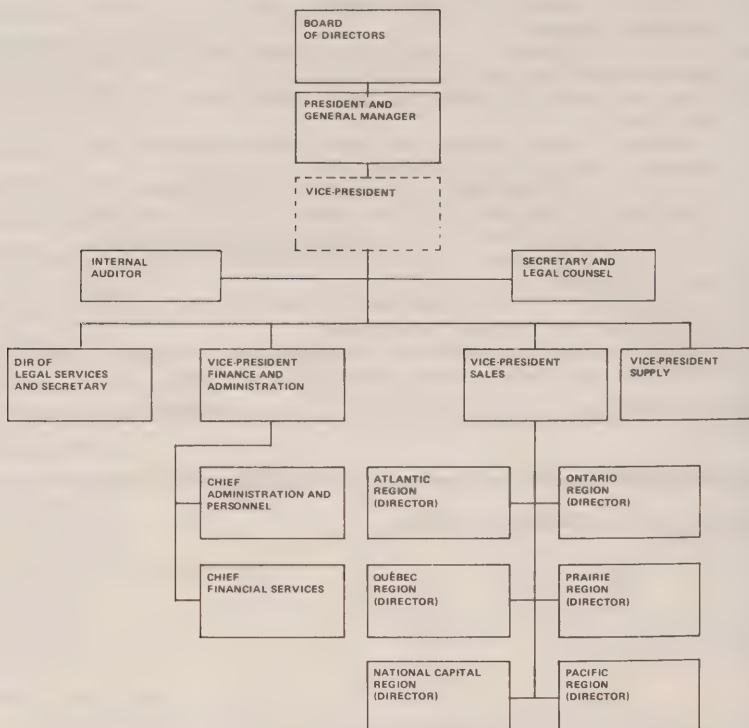 BOARD
OF DIRECTORS
PRESIDENT AND
GENERAL MANAGER
VICE-PRESIDENT
INTERNAL
AUDITOR
SECRETARY AND
LEGAL COUNSEL
DIR OF
LEGAL SERVICES
AND SECRETARY
VICE-PRESIDENT
FINANCE AND
ADMINISTRATION
VICE-PRESIDENT
SALES
VICE-PRESIDENT
SUPPLY
CHIEF
ADMINISTRATION AND
PERSONNEL
ATLANTIC
REGION
(DIRECTOR)
ONTARIO
REGION
(DIRECTOR)
CHIEF
FINANCIAL SERVICES
QUÉBEC
REGION
(DIRECTOR)
PRAIRIE
REGION
(DIRECTOR)
NATIONAL CAPITAL
REGION
(DIRECTOR)
PACIFIC
REGION
(DIRECTOR)